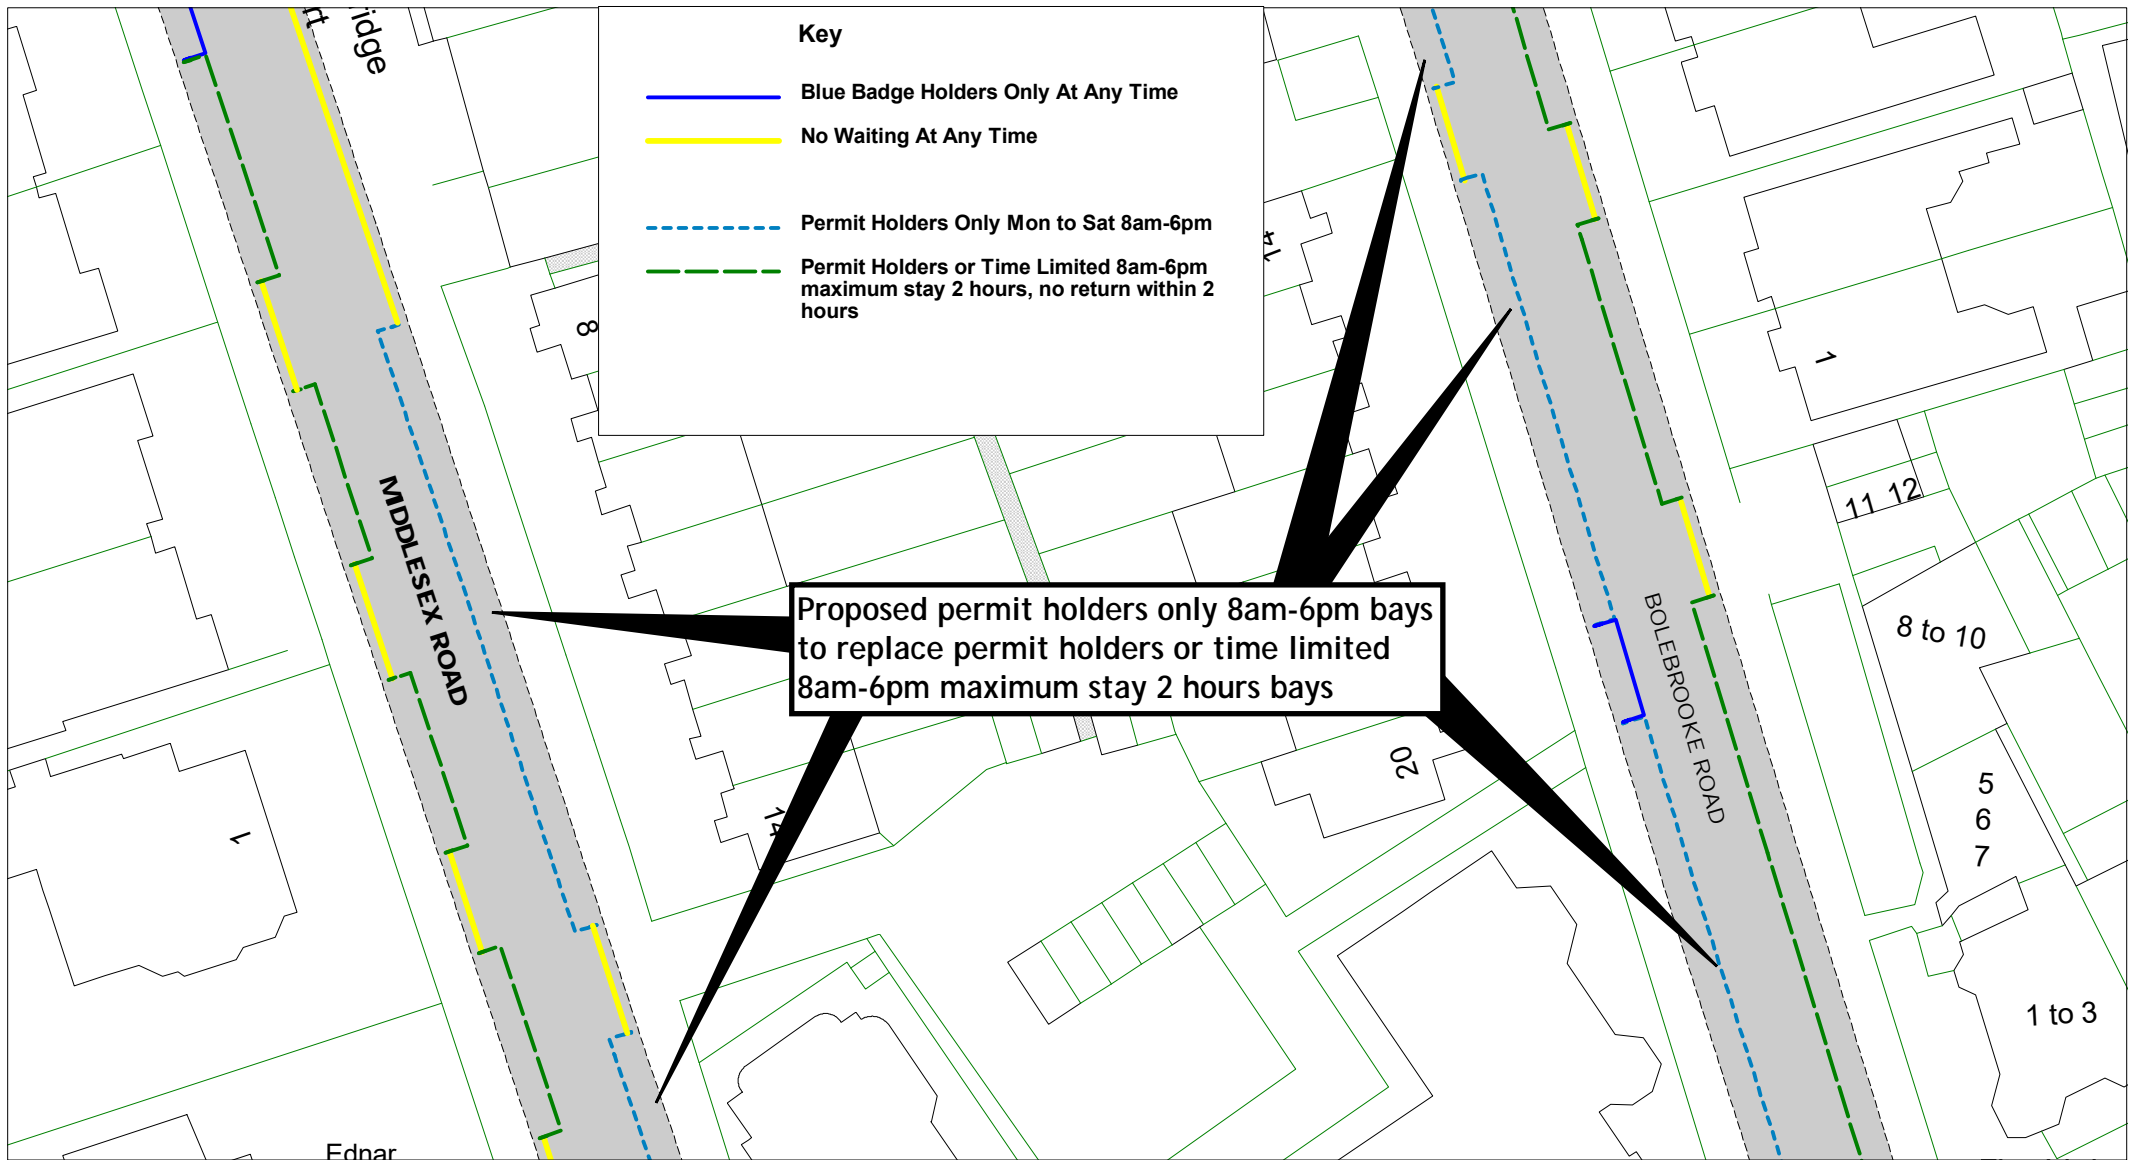 Key
Blue Badge Holders Only At Any Time
No Waiting At Any Time
Permit Holders Only Mon to Sat 8am-6pm
Permit Holders or Time Limited 8am-6pm
maximum stay 2 hours, no return within 2
hours
8
14
1
11 12
MIDDLESEX ROAD
Proposed permit holders only 8am-6pm bays
to replace permit holders or time limited
8am-6pm maximum stay 2 hours bays
BOLEBROOKE ROAD
8 to 10
20
5
6
7
14
1
1 to 3
Ednar